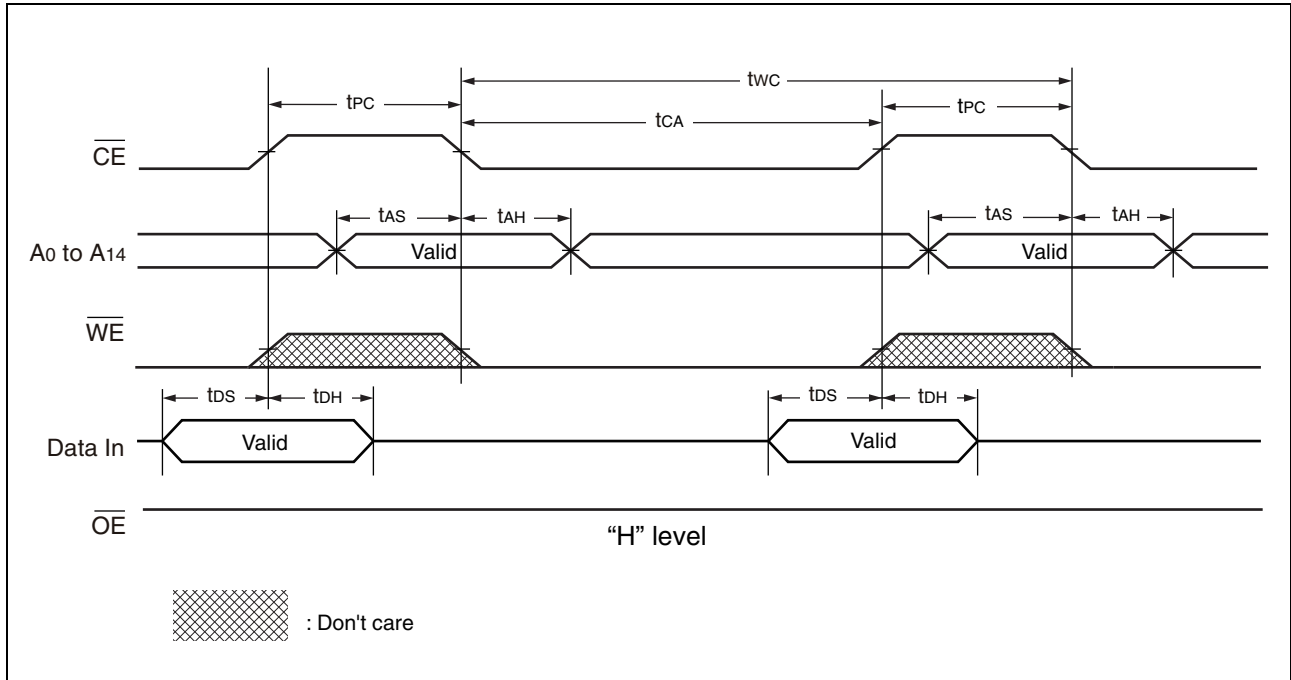 tWC
tPC
tPC
tCA
CE
tAS
tAH
tAS
tAH
A0 to A14
Valid
Valid
WE
tDS
tDH
tDS
tDH
Data In
Valid
Valid
OE
“H” level
: Don't care